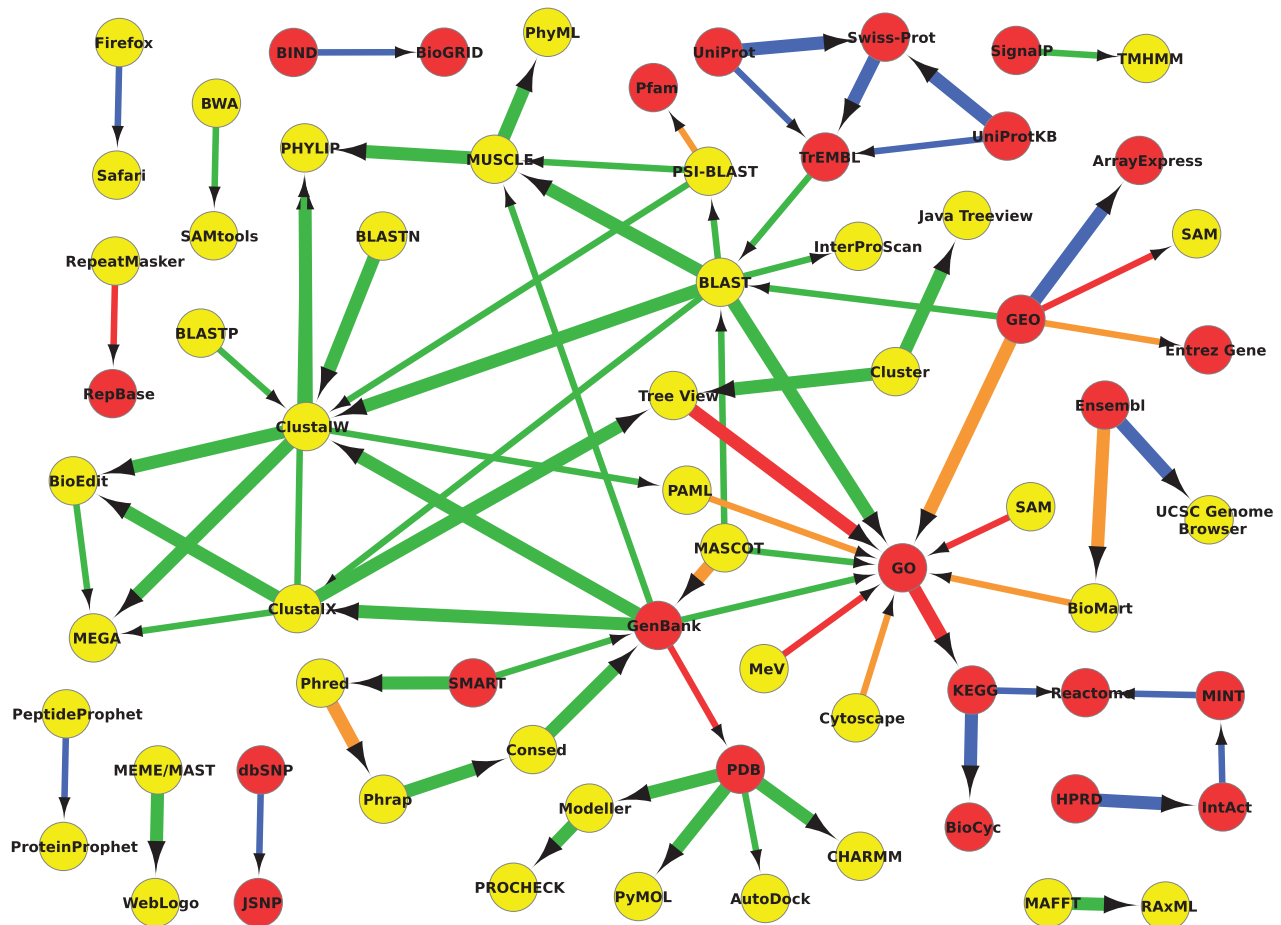 PhyML
Firefox
BIND
BioGRID
UniProt
Swiss-Prot
SignalP
TMHMM
Pfam
BWA
UniProtKB
PHYLIP
MUSCLE
PSI-BLAST
TrEMBL
ArrayExpress
Safari
Java Treeview
SAMtools
BLASTN
InterProScan
SAM
RepeatMasker
BLAST
GEO
BLASTP
Entrez Gene
Cluster
RepBase
Tree View
Ensembl
ClustalW
BioEdit
PAML
SAM
UCSC Genome
Browser
MASCOT
GO
ClustalX
BioMart
GenBank
MEGA
MeV
Phred
SMART
KEGG
Reactome
MINT
PeptideProphet
Cytoscape
Consed
MEME/MAST
dbSNP
PDB
Phrap
Modeller
HPRD
IntAct
BioCyc
ProteinProphet
CHARMM
PROCHECK
PyMOL
AutoDock
WebLogo
JSNP
MAFFT
RAxML